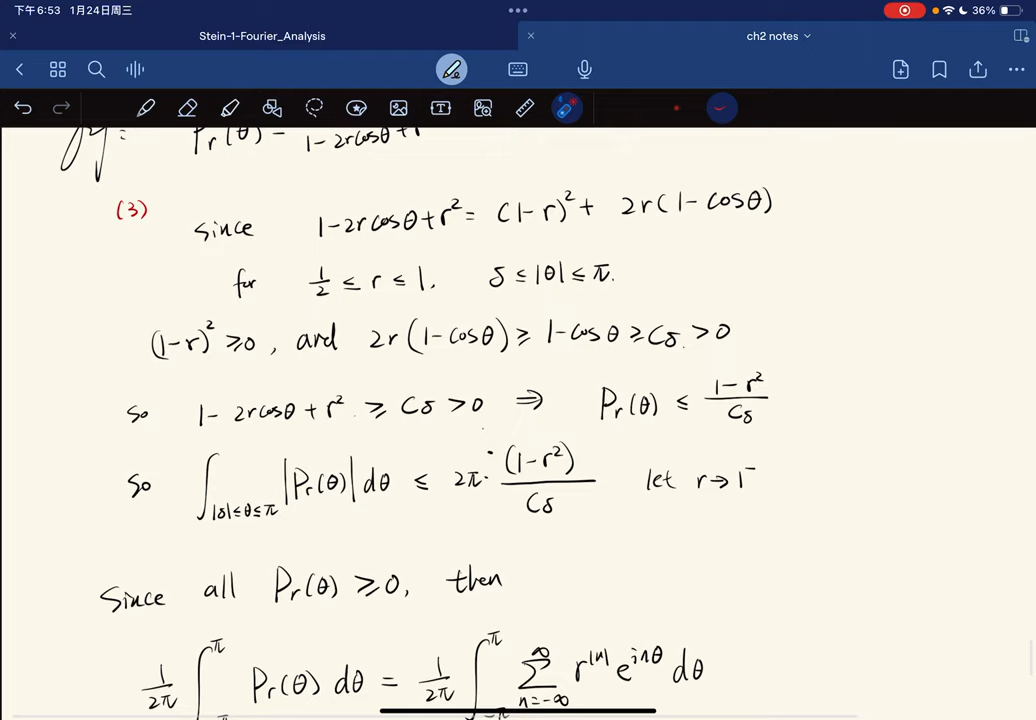 下午6:53 1月24日周三
36%
Stein-1-Fourier_Analysis
ch2 notes
Pr(θ) = 1-2rcosθ+r
(3)
since 1-2rcosθ+r² = (1-r)² + 2r(1-cosθ)
for 1/2 ≤ r ≤ 1, δ ≤ |θ| ≤ π.
(1-r)² ≥ 0, and 2r(1-cosθ) ≥ 1-cosθ ≥ Cδ > 0
so 1-2rcosθ+r² ≥ Cδ > 0 ⇒ Pr(θ) ≤ (1-r²)/Cδ
so ∫_{|δ|≤θ≤π} |Pr(θ)| dθ ≤ 2π·(1-r²)/Cδ let r→1⁻
Since all Pr(θ) ≥ 0, then
1/2π ∫_{-π}^{π} Pr(θ) dθ = 1/2π ∫_{-π}^{π} ∑_{n=-∞}^{∞} r^{|n|} e^{inθ} dθ